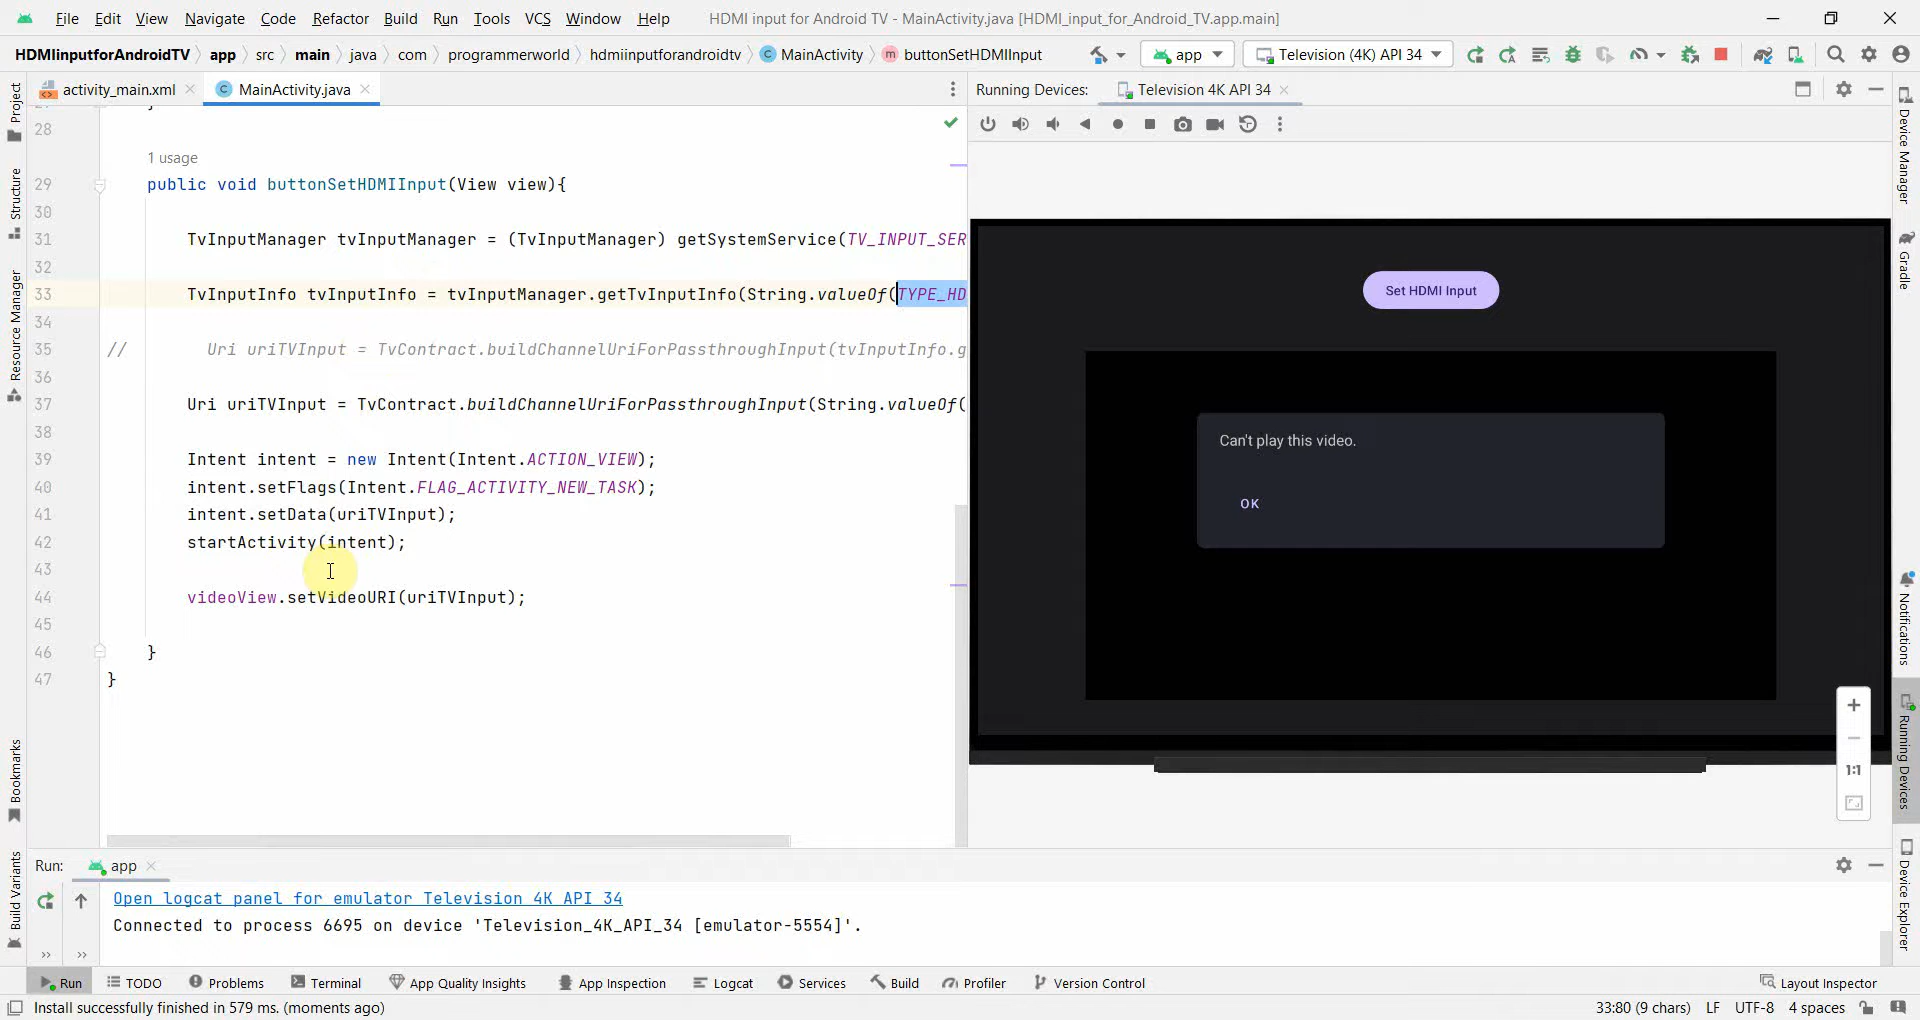 File Edit View Navigate Code Refactor Build Run Tools VCS Window Help HDMI input for Android TV - MainActivity.java [HDMI_input_for_Android_TV.app.main]
HDMIinputforAndroidTV app src main java com programmerworld hdmiinputforandroidtv MainActivity buttonSetHDMIInput app Television (4K) API 34
activity_main.xml MainActivity.java Running Devices: Television 4K API 34
28 }
1 usage
29 public void buttonSetHDMIInput(View view){
30
31 TvInputManager tvInputManager = (TvInputManager) getSystemService(TV_INPUT_SER
32
33 TvInputInfo tvInputInfo = tvInputManager.getTvInputInfo(String.valueOf(TYPE_HD
34
35 // Uri uriTVInput = TvContract.buildChannelUriForPassthroughInput(tvInputInfo.g
36
37 Uri uriTVInput = TvContract.buildChannelUriForPassthroughInput(String.valueOf(
38
39 Intent intent = new Intent(Intent.ACTION_VIEW);
40 intent.setFlags(Intent.FLAG_ACTIVITY_NEW_TASK);
41 intent.setData(uriTVInput);
42 startActivity(intent);
43
44 videoView.setVideoURI(uriTVInput);
45
46 }
47 }
Set HDMI Input
Can't play this video.
OK
1:1
Project
Structure
Resource Manager
Bookmarks
Build Variants
Device Manager
Gradle
Notifications
Running Devices
Device Explorer
Run: app
Open logcat panel for emulator Television 4K API 34
Connected to process 6695 on device 'Television_4K_API_34 [emulator-5554]'.
Run TODO Problems Terminal App Quality Insights App Inspection Logcat Services Build Profiler Version Control Layout Inspector
Install successfully finished in 579 ms. (moments ago) 33:80 (9 chars) LF UTF-8 4 spaces